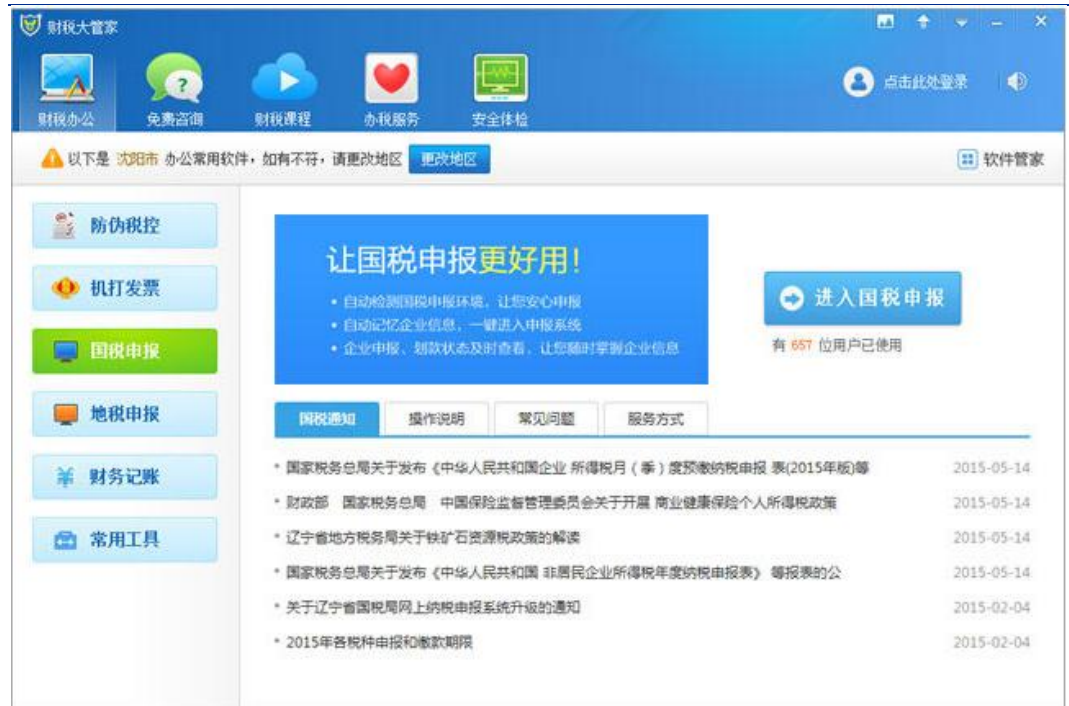 财税大管家
财税办公
免费咨询
财税课程
办税服务
安全体检
点击此处登录
以下是 沈阳市 办公常用软件，如有不符，请更改地区 更改地区
软件管家
防伪税控
机打发票
国税申报
地税申报
财务记账
常用工具
让国税申报更好用！
• 自动检测国税申报环境，让您安心申报
• 自动记忆企业信息，一键进入申报系统
• 企业申报、划款状态及时查看，让您随时掌握企业信息
进入国税申报
有 657 位用户已使用
国税通知 操作说明 常见问题 服务方式
国家税务总局关于发布《中华人民共和国企业 所得税月（季）度预缴纳税申报 表(2015年版)等 2015-05-14
财政部 国家税务总局 中国保险监督管理委员会关于开展 商业健康保险个人所得税政策 2015-05-14
辽宁省地方税务局关于铁矿石资源税政策的解读 2015-05-14
国家税务总局关于发布《中华人民共和国 非居民企业所得税年度纳税申报表》 等报表的公 2015-05-14
关于辽宁省国税局网上纳税申报系统升级的通知 2015-02-04
2015年各税种申报和缴款期限 2015-02-04